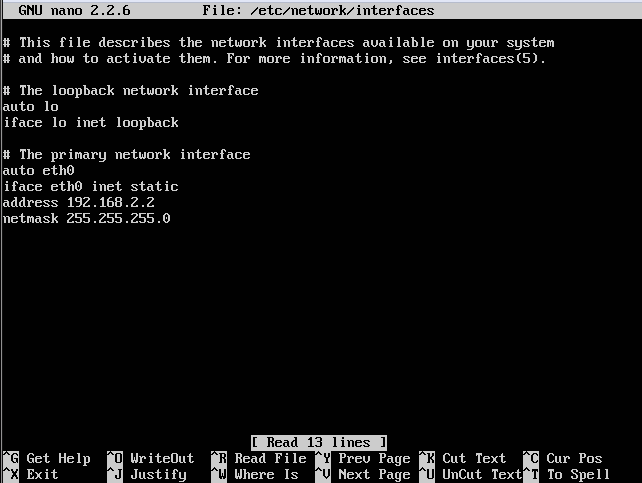 GNU nano 2.2.6 File: /etc/network/interfaces
# This file describes the network interfaces available on your system
# and how to activate them. For more information, see interfaces(5).
# The loopback network interface
auto lo
iface lo inet loopback
# The primary network interface
auto eth0
iface eth0 inet static
address 192.168.2.2
netmask 255.255.255.0
[ Read 13 lines ]
^G Get Help ^O WriteOut ^R Read File ^Y Prev Page ^K Cut Text ^C Cur Pos
^X Exit ^J Justify ^W Where Is ^V Next Page ^U UnCut Text ^T To Spell